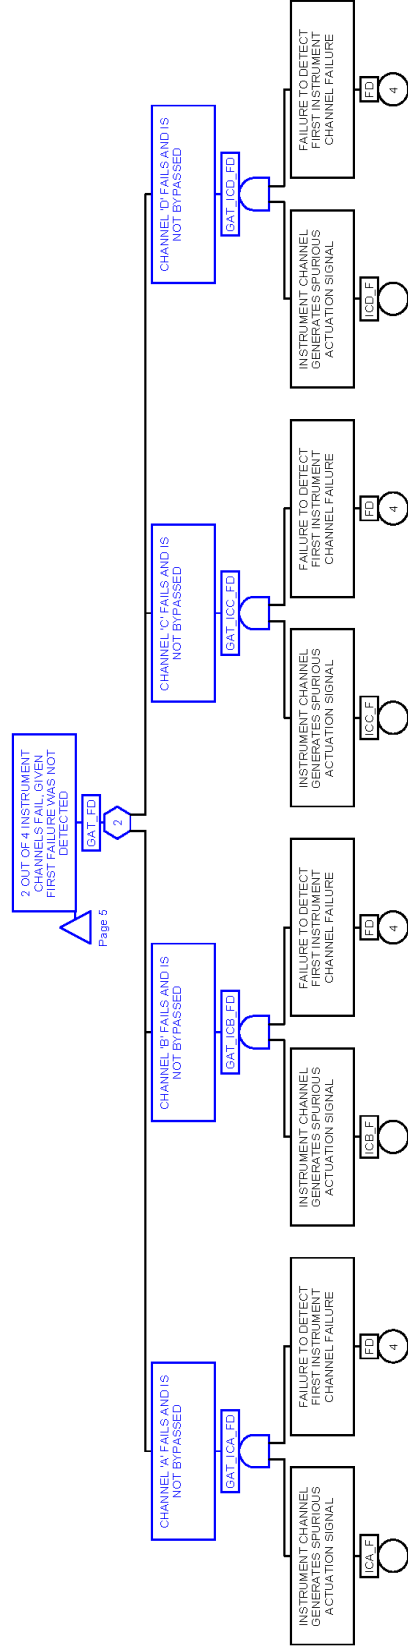 2 OUT OF 4 INSTRUMENT
CHANNELS FAIL, GIVEN
FIRST FAILURE WAS NOT
DETECTED
GAT_FD
2
Page 5
CHANNEL 'A' FAILS AND IS
NOT BYPASSED
GAT_ICA_FD
CHANNEL 'B' FAILS AND IS
NOT BYPASSED
GAT_ICB_FD
CHANNEL 'C' FAILS AND IS
NOT BYPASSED
GAT_ICC_FD
CHANNEL 'D' FAILS AND IS
NOT BYPASSED
GAT_ICD_FD
INSTRUMENT CHANNEL
GENERATES SPURIOUS
ACTUATION SIGNAL
ICA_F
FAILURE TO DETECT
FIRST INSTRUMENT
CHANNEL FAILURE
FD
4
INSTRUMENT CHANNEL
GENERATES SPURIOUS
ACTUATION SIGNAL
ICB_F
FAILURE TO DETECT
FIRST INSTRUMENT
CHANNEL FAILURE
FD
4
INSTRUMENT CHANNEL
GENERATES SPURIOUS
ACTUATION SIGNAL
ICC_F
FAILURE TO DETECT
FIRST INSTRUMENT
CHANNEL FAILURE
FD
4
INSTRUMENT CHANNEL
GENERATES SPURIOUS
ACTUATION SIGNAL
ICD_F
FAILURE TO DETECT
FIRST INSTRUMENT
CHANNEL FAILURE
FD
4